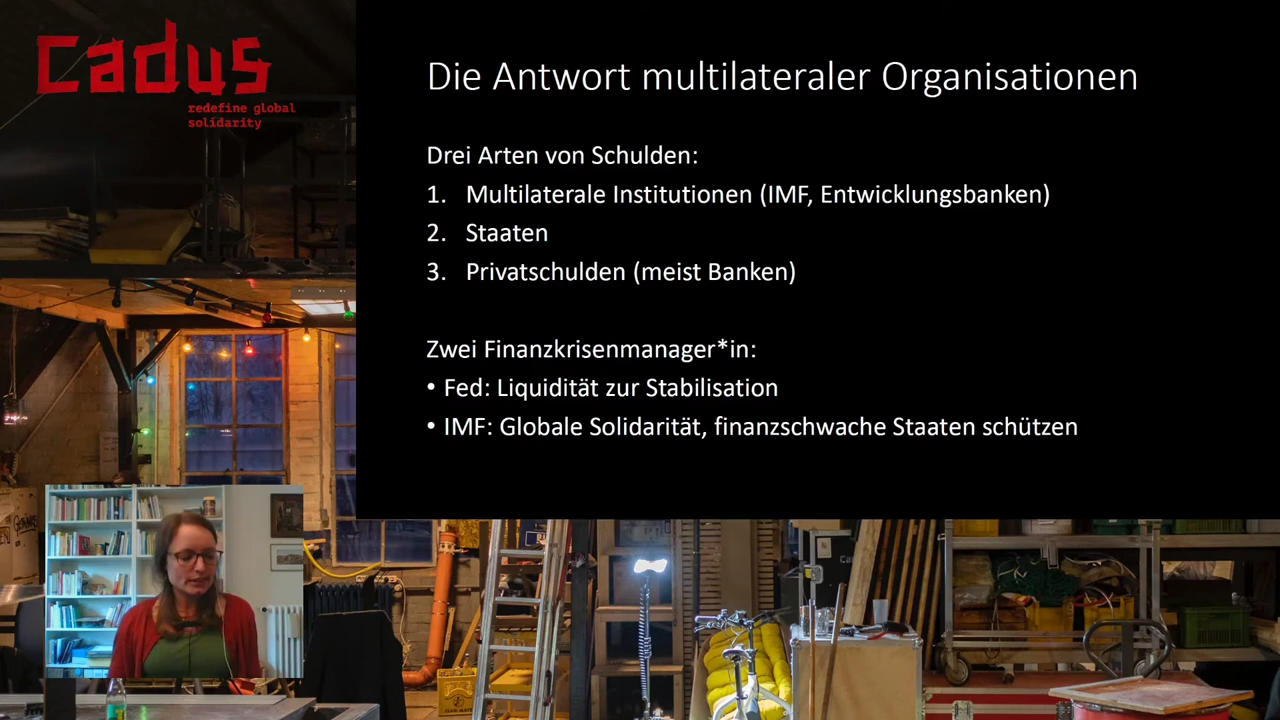 cadus
redefine global
solidarity
Die Antwort multilateraler Organisationen
Drei Arten von Schulden:
1. Multilaterale Institutionen (IMF, Entwicklungsbanken)
2. Staaten
3. Privatschulden (meist Banken)
Zwei Finanzkrisenmanager*in:
• Fed: Liquidität zur Stabilisation
• IMF: Globale Solidarität, finanzschwache Staaten schützen